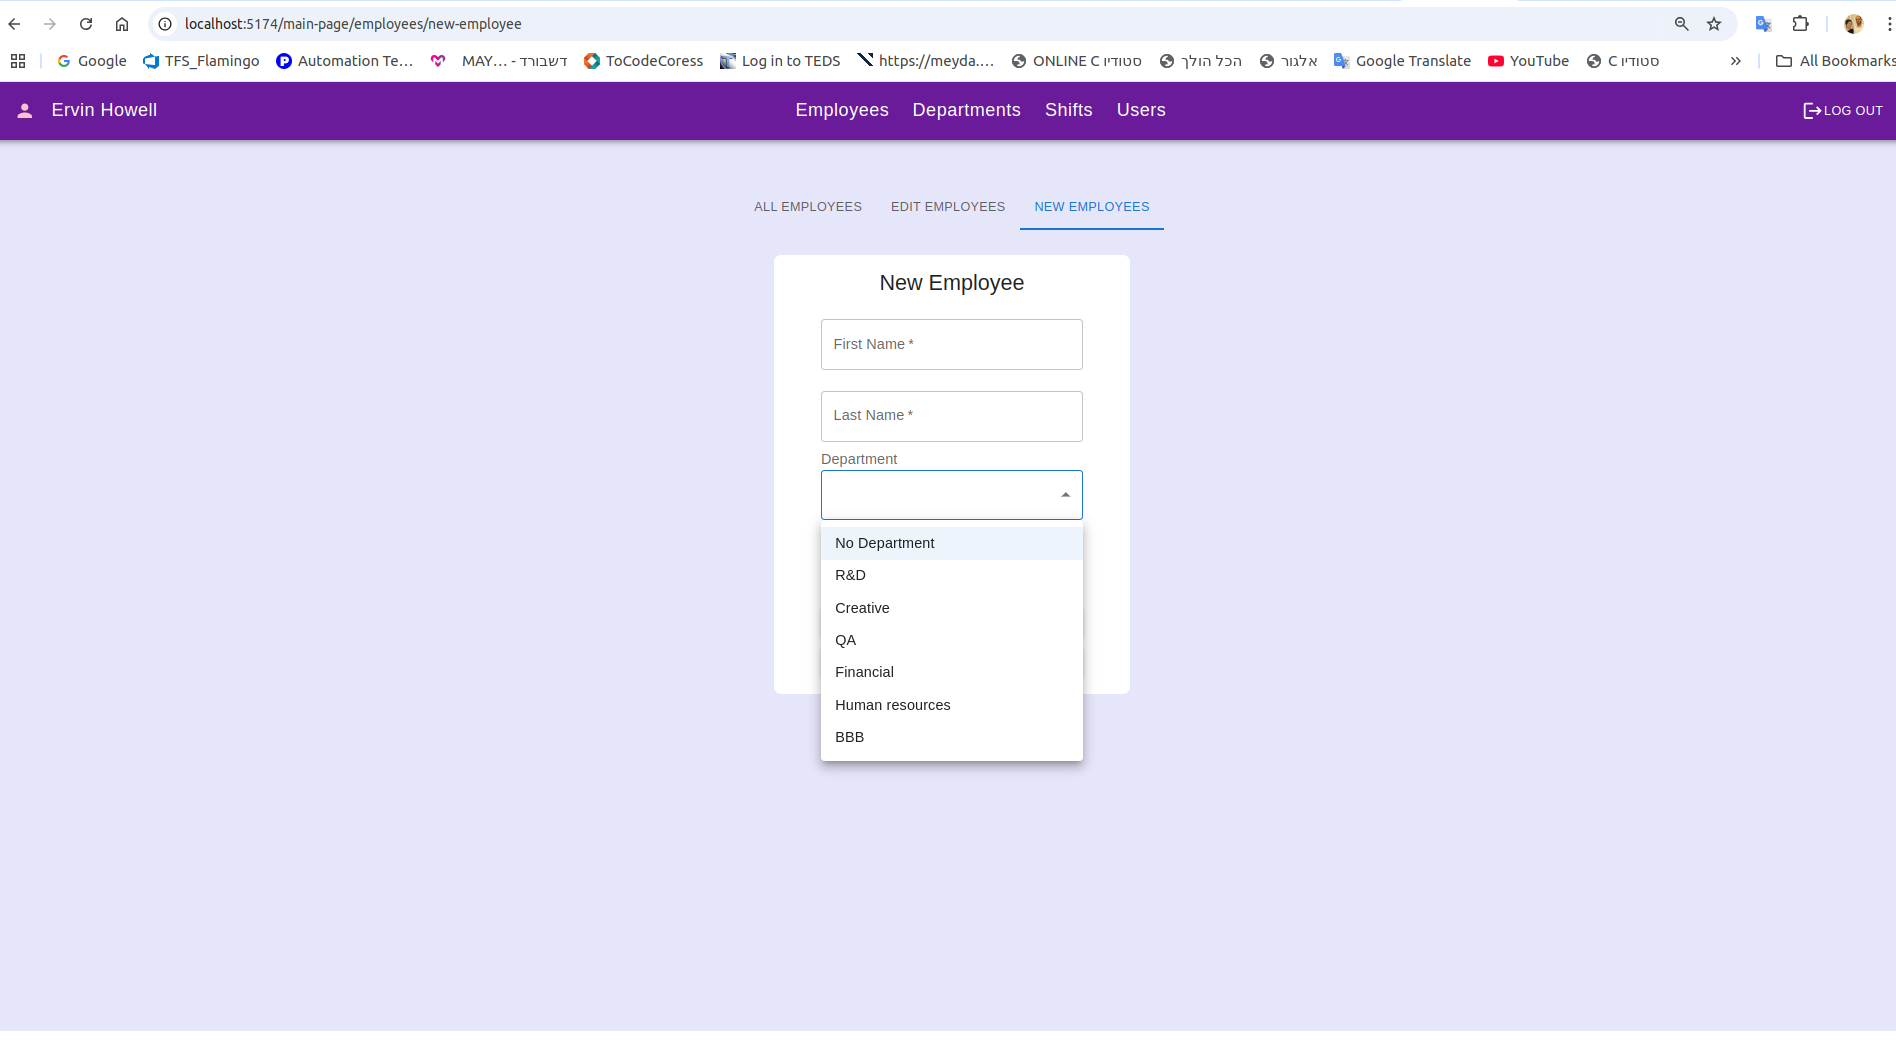 localhost:5174/main-page/employees/new-employee
Google TFS_Flamingo Automation Te… MAY… - דשבורד ToCodeCoress Log in to TEDS https://meyda.… ONLINE C סטודיו הכל הולך אלגור Google Translate YouTube C סטודיו » All Bookmarks
Ervin Howell Employees Departments Shifts Users LOG OUT
ALL EMPLOYEES EDIT EMPLOYEES NEW EMPLOYEES
New Employee
First Name *
Last Name *
Department
No Department
R&D
Creative
QA
Financial
Human resources
BBB